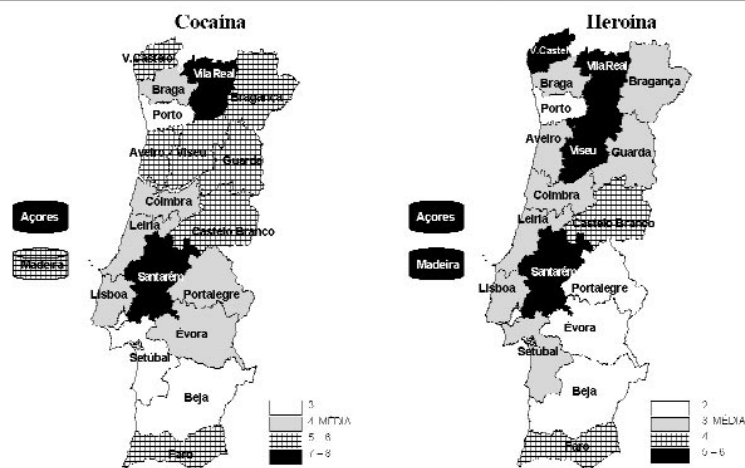 Cocaína
V.Castelo
Vila Real
Braga
Bragança
Porto
Aveiro
Viseu
Guarda
Coimbra
Açores
Leiria
Castelo Branco
Madeira
Santarém
Lisboa
Portalegre
Évora
Setúbal
Beja
3
4 MÉDIA
5 - 6
7 - 8
Faro
Heroína
V.Castel
Vila Real
Braga
Bragança
Porto
Aveiro
Viseu
Guarda
Coimbra
Açores
Leiria
Castelo Branco
Madeira
Santarém
Portalegre
Lisboa
Évora
Setúbal
Beja
2
3 MÉDIA
4
5 - 6
Faro